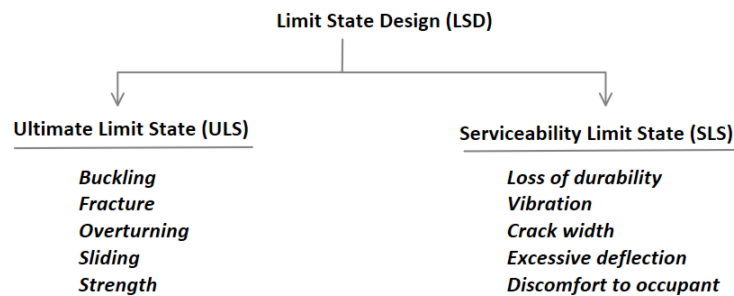 Limit State Design (LSD)
Ultimate Limit State (ULS)
Buckling
Fracture
Overturning
Sliding
Strength
Serviceability Limit State (SLS)
Loss of durability
Vibration
Crack width
Excessive deflection
Discomfort to occupant